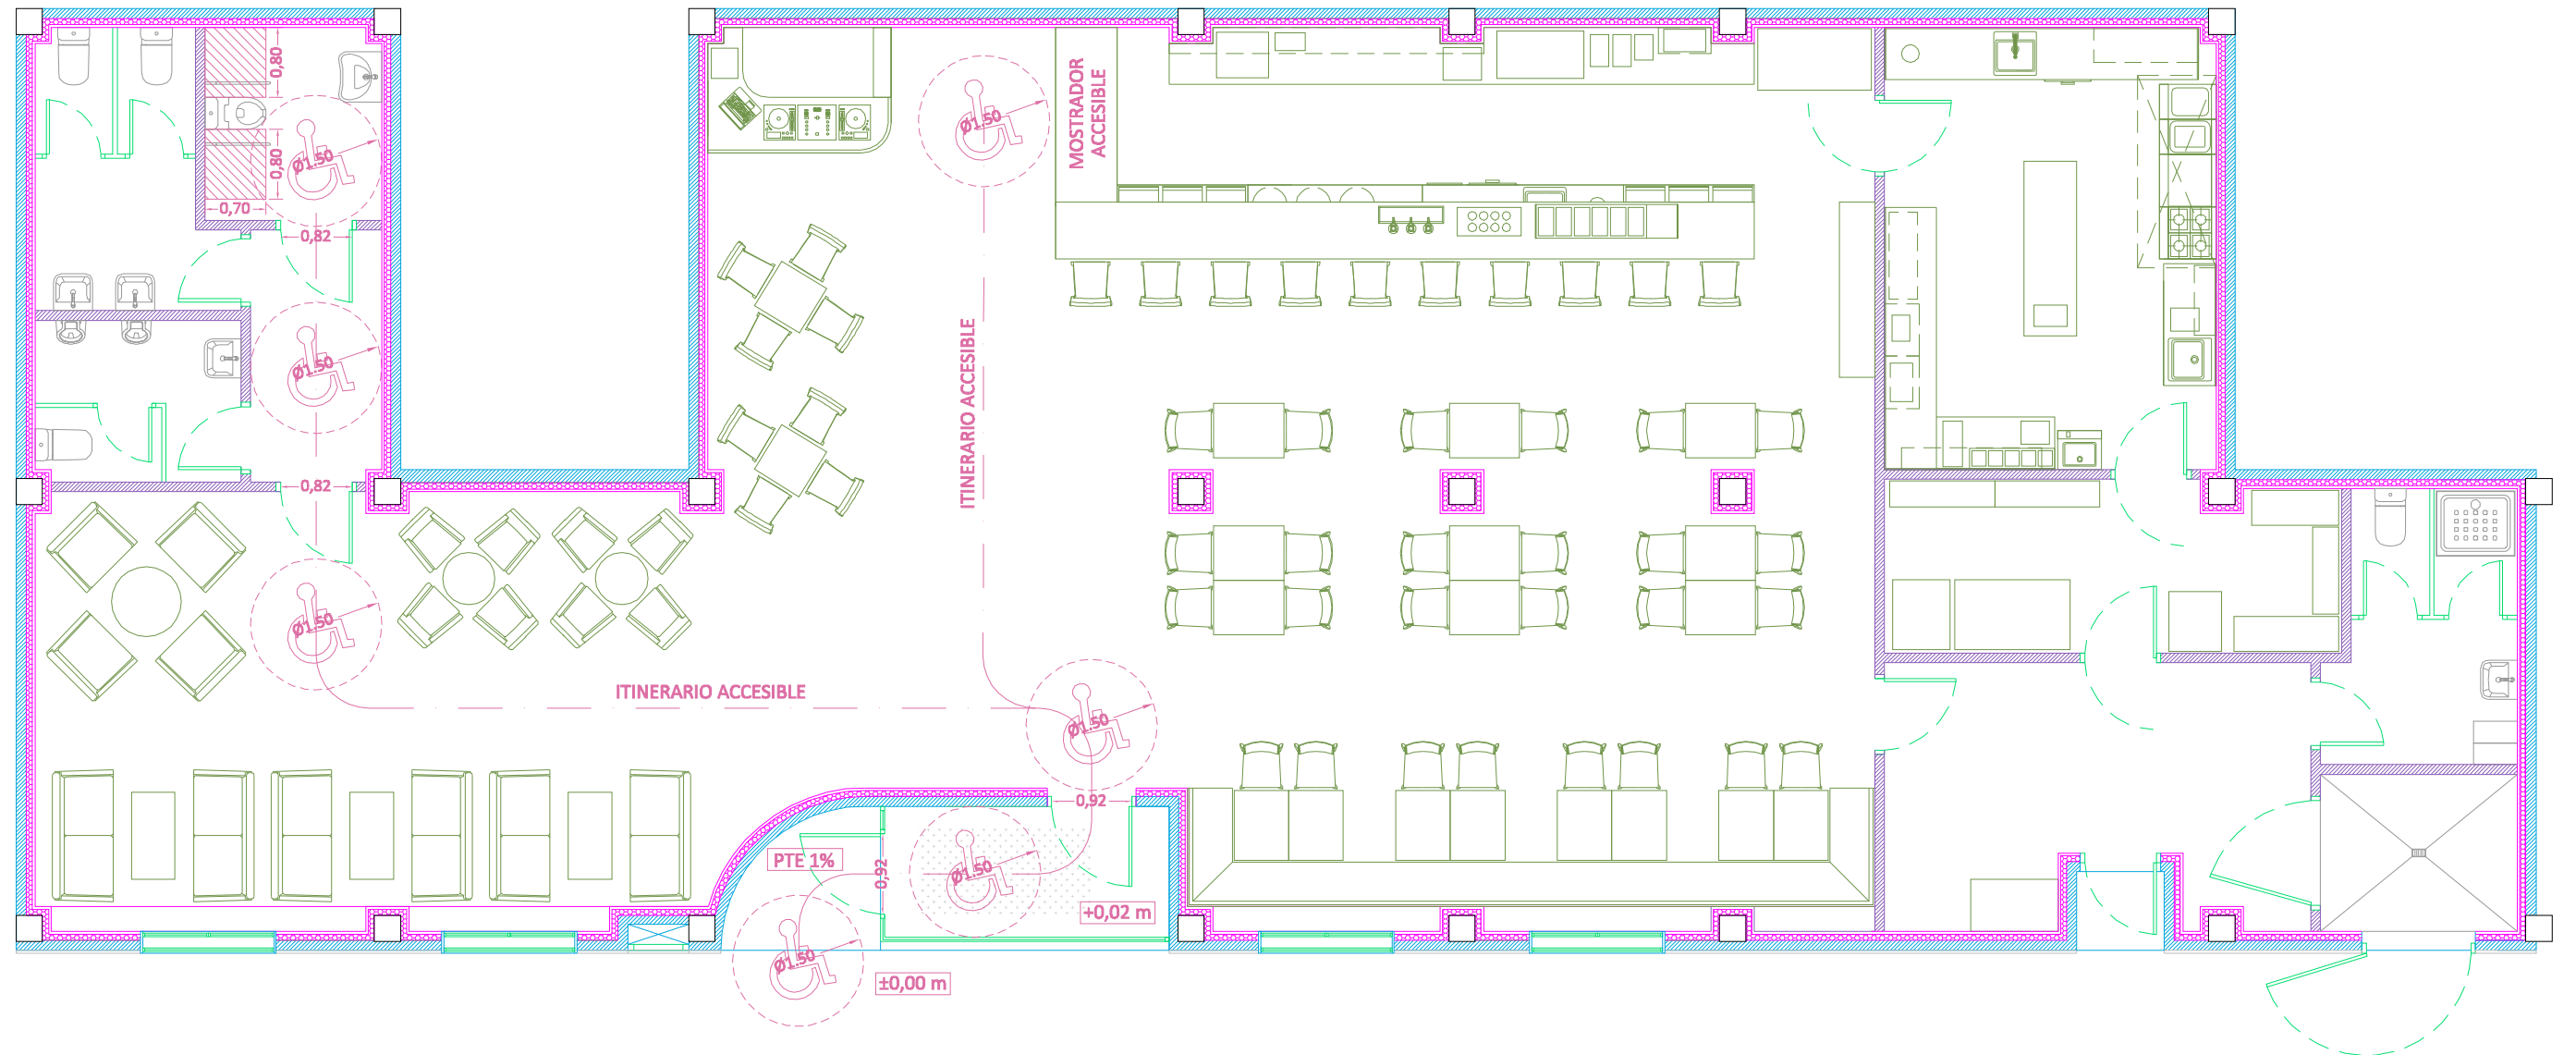 0,80
Ø1.50
0,80
0,70
0,82
Ø1.50
0,82
Ø1.50
Ø1.50
MOSTRADOR
ACCESIBLE
ITINERARIO ACCESIBLE
ITINERARIO ACCESIBLE
Ø1.50
0,92
PTE 1%
0,92
Ø1.50
+0,02 m
Ø1.50
±0,00 m